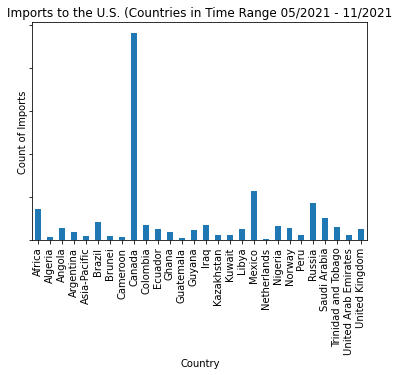 Imports to the U.S. (Countries in Time Range 05/2021 - 11/2021
Count of Imports
Africa
Algeria
Angola
Argentina
Asia-Pacific
Brazil
Brunei
Cameroon
Canada
Colombia
Ecuador
Ghana
Guatemala
Guyana
Iraq
Kazakhstan
Kuwait
Libya
Mexico
Netherlands
Nigeria
Norway
Peru
Russia
Saudi Arabia
Trinidad and Tobago
United Arab Emirates
United Kingdom
Country